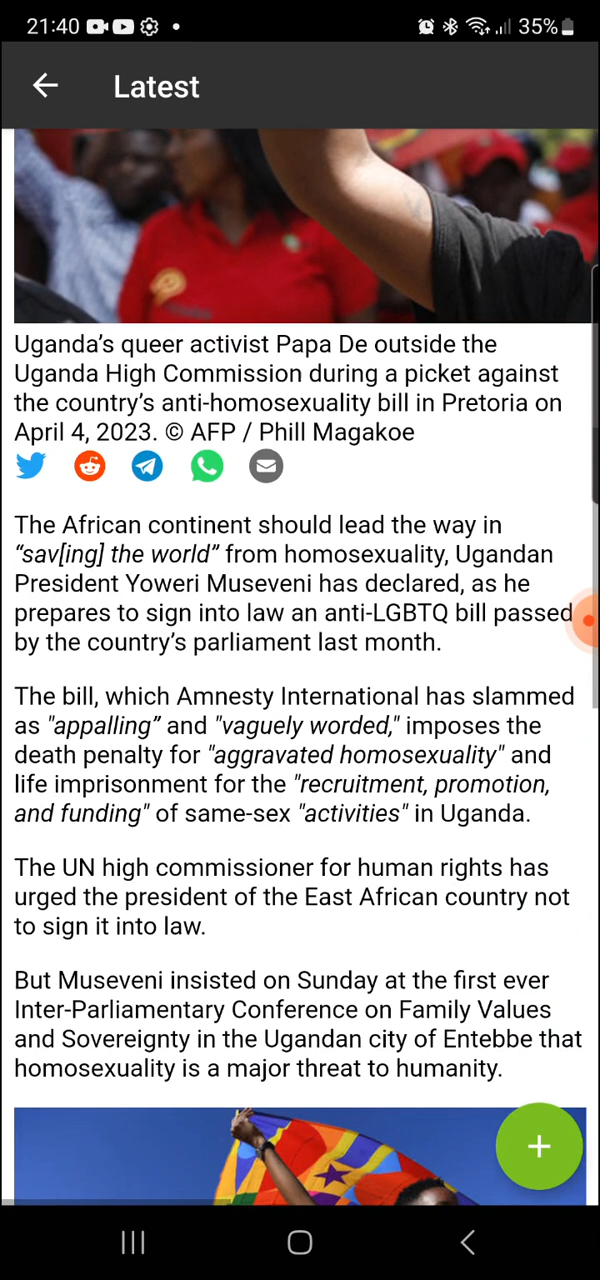 21:40
35%
Latest
Uganda’s queer activist Papa De outside the
Uganda High Commission during a picket against
the country’s anti-homosexuality bill in Pretoria on
April 4, 2023. © AFP / Phill Magakoe
The African continent should lead the way in
“sav[ing] the world” from homosexuality, Ugandan
President Yoweri Museveni has declared, as he
prepares to sign into law an anti-LGBTQ bill passed
by the country’s parliament last month.
The bill, which Amnesty International has slammed
as "appalling” and "vaguely worded," imposes the
death penalty for "aggravated homosexuality" and
life imprisonment for the "recruitment, promotion,
and funding" of same-sex "activities" in Uganda.
The UN high commissioner for human rights has
urged the president of the East African country not
to sign it into law.
But Museveni insisted on Sunday at the first ever
Inter-Parliamentary Conference on Family Values
and Sovereignty in the Ugandan city of Entebbe that
homosexuality is a major threat to humanity.